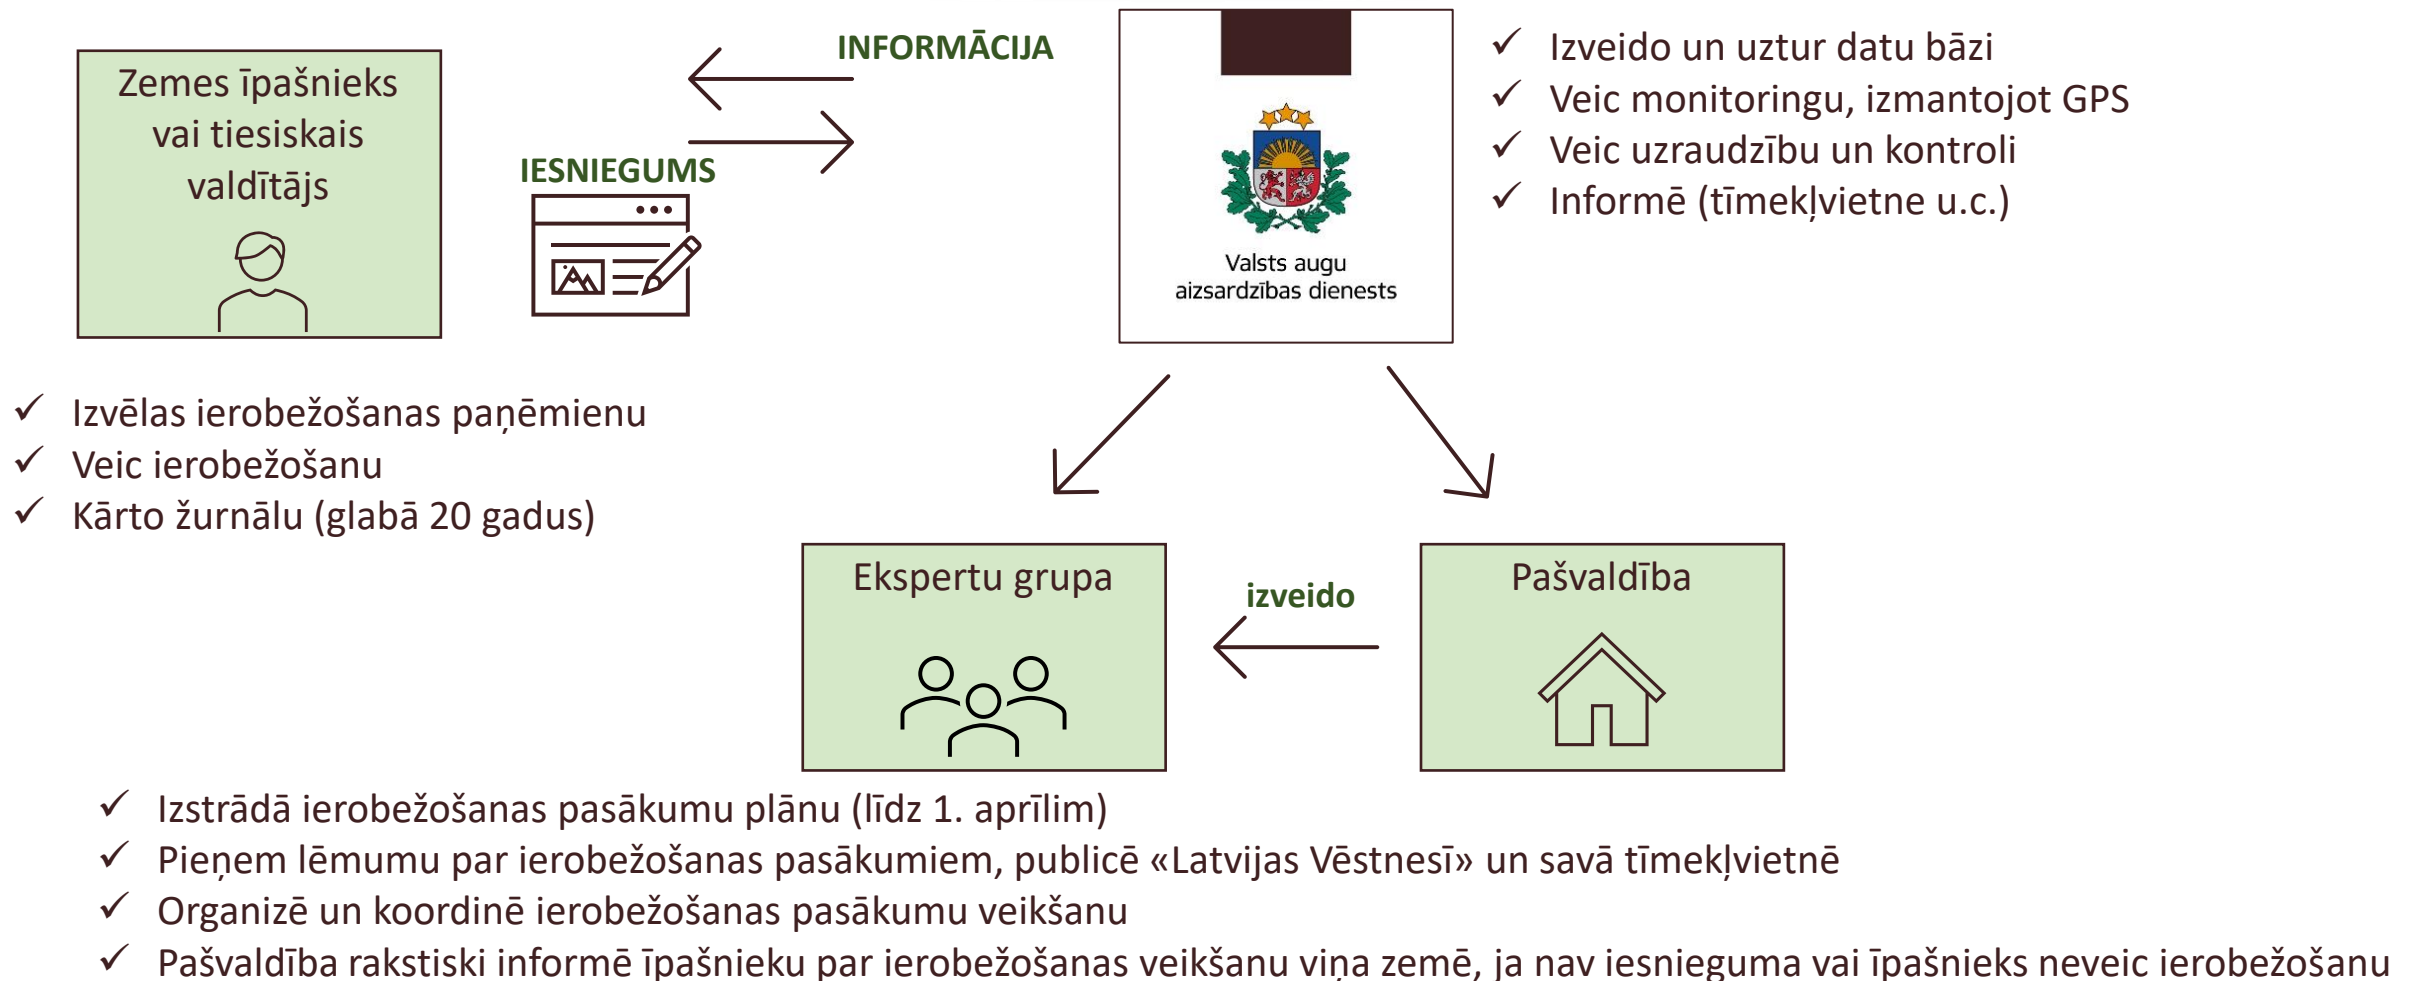 Zemes īpašnieks
vai tiesiskais
valdītājs
INFORMĀCIJA
IESNIEGUMS
Valsts augu
aizsardzības dienests
✓ Izveido un uztur datu bāzi
✓ Veic monitoringu, izmantojot GPS
✓ Veic uzraudzību un kontroli
✓ Informē (tīmekļvietne u.c.)
✓ Izvēlas ierobežošanas paņēmienu
✓ Veic ierobežošanu
✓ Kārto žurnālu (glabā 20 gadus)
Ekspertu grupa
izveido
Pašvaldība
✓ Izstrādā ierobežošanas pasākumu plānu (līdz 1. aprīlim)
✓ Pieņem lēmumu par ierobežošanas pasākumiem, publicē «Latvijas Vēstnesī» un savā tīmekļvietnē
✓ Organizē un koordinē ierobežošanas pasākumu veikšanu
✓ Pašvaldība rakstiski informē īpašnieku par ierobežošanas veikšanu viņa zemē, ja nav iesnieguma vai īpašnieks neveic ierobežošanu